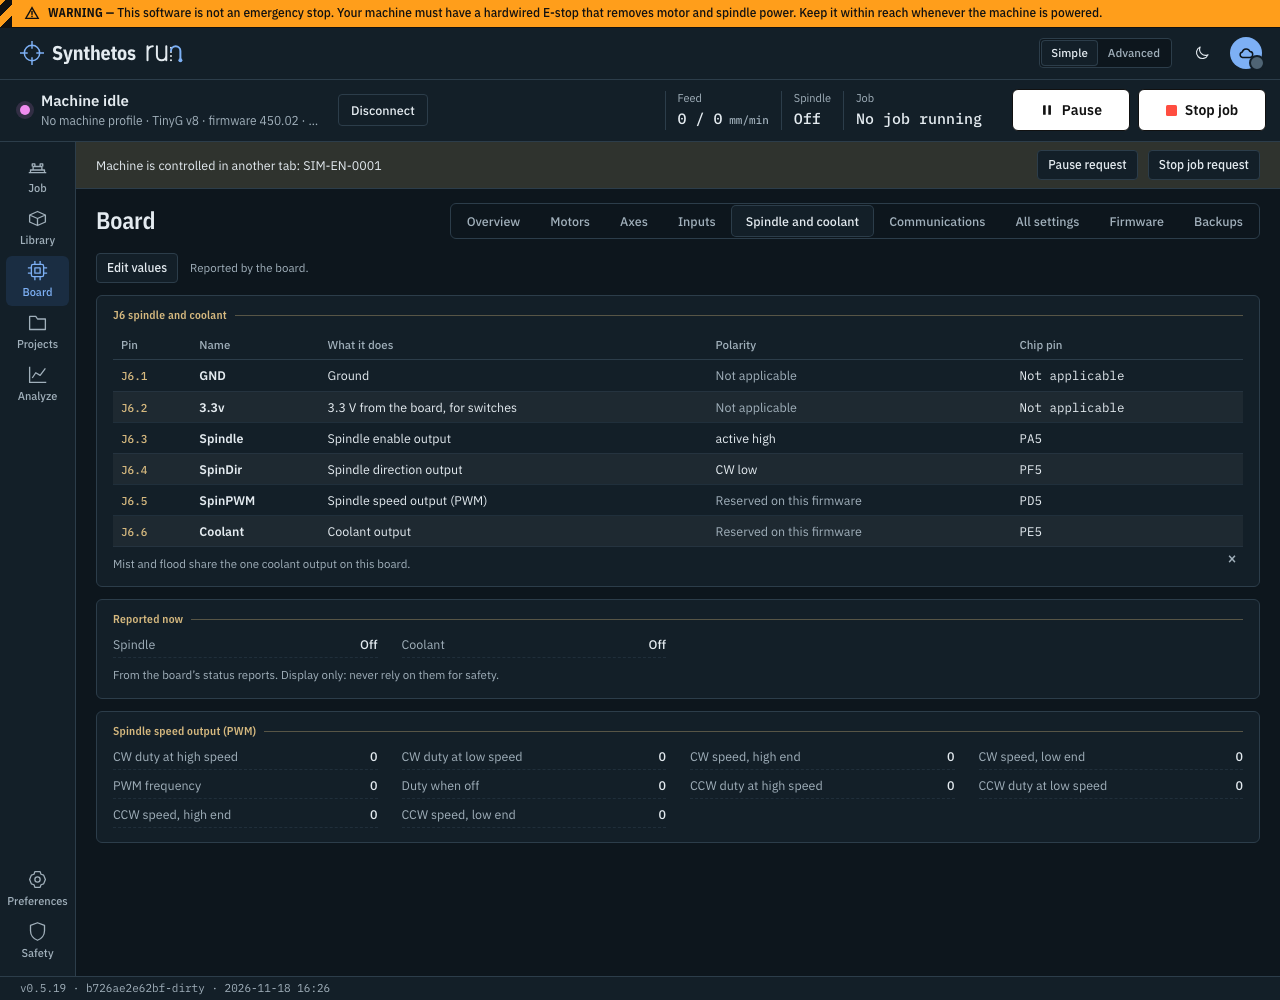 WARNING — This software is not an emergency stop. Your machine must have a hardwired E-stop that removes motor and spindle power. Keep it within reach whenever the machine is powered.
Synthetos run
Simple Advanced
Machine idle
No machine profile · TinyG v8 · firmware 450.02 · ...
Disconnect
Feed
0 / 0 mm/min
Spindle
Off
Job
No job running
Pause
Stop job
Job
Library
Board
Projects
Analyze
Preferences
Safety
Machine is controlled in another tab: SIM-EN-0001
Pause request
Stop job request
Board
Overview Motors Axes Inputs Spindle and coolant Communications All settings Firmware Backups
Edit values
Reported by the board.
J6 spindle and coolant
Pin Name What it does Polarity Chip pin
J6.1 GND Ground Not applicable Not applicable
J6.2 3.3v 3.3 V from the board, for switches Not applicable Not applicable
J6.3 Spindle Spindle enable output active high PA5
J6.4 SpinDir Spindle direction output CW low PF5
J6.5 SpinPWM Spindle speed output (PWM) Reserved on this firmware PD5
J6.6 Coolant Coolant output Reserved on this firmware PE5
Mist and flood share the one coolant output on this board. ×
Reported now
Spindle Off Coolant Off
From the board's status reports. Display only: never rely on them for safety.
Spindle speed output (PWM)
CW duty at high speed 0 CW duty at low speed 0 CW speed, high end 0 CW speed, low end 0
PWM frequency 0 Duty when off 0 CCW duty at high speed 0 CCW duty at low speed 0
CCW speed, high end 0 CCW speed, low end 0
v0.5.19 · b726ae2e62bf-dirty · 2026-11-18 16:26